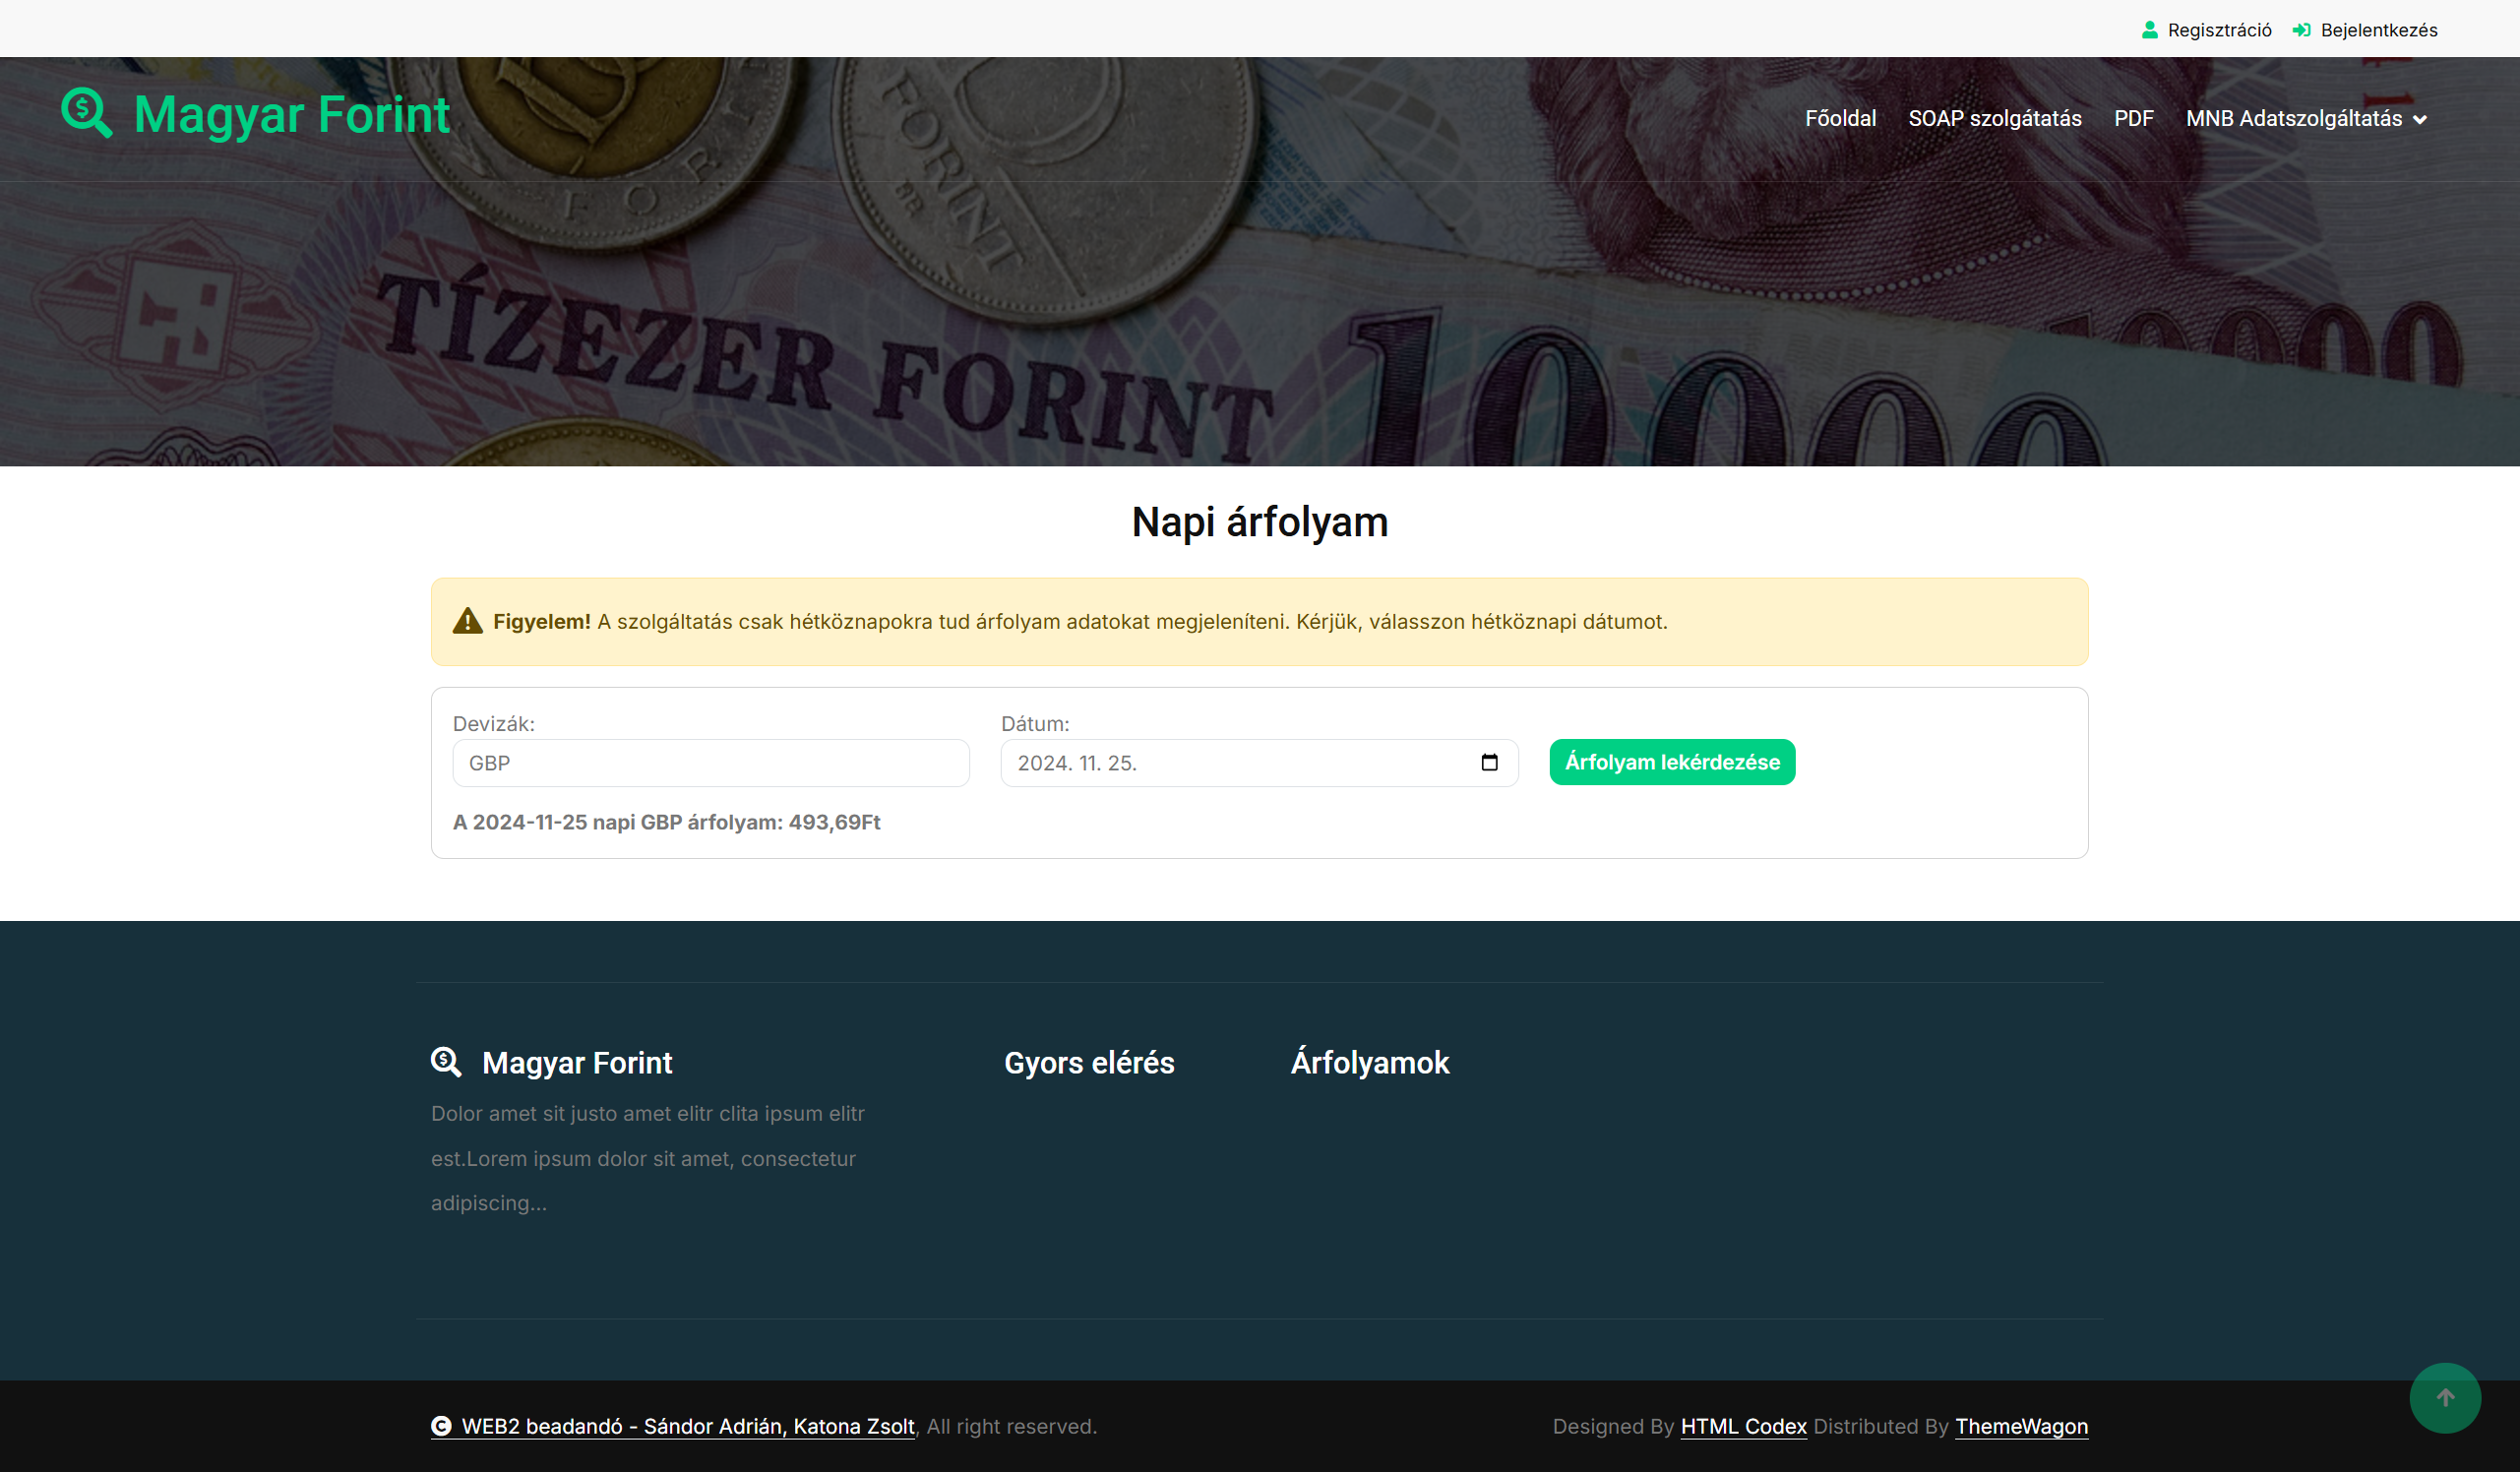 Regisztráció Bejelentkezés
Magyar Forint
Főoldal SOAP szolgátatás PDF MNB Adatszolgáltatás
FOR
FORINT
BP.
TÍZEZER FORINT
10000
10000
Napi árfolyam
Figyelem! A szolgáltatás csak hétköznapokra tud árfolyam adatokat megjeleníteni. Kérjük, válasszon hétköznapi dátumot.
Devizák:
GBP
Dátum:
2024. 11. 25.
Árfolyam lekérdezése
A 2024-11-25 napi GBP árfolyam: 493,69Ft
Magyar Forint
Dolor amet sit justo amet elitr clita ipsum elitr
est.Lorem ipsum dolor sit amet, consectetur
adipiscing...
Gyors elérés
Árfolyamok
WEB2 beadandó - Sándor Adrián, Katona Zsolt, All right reserved.
Designed By HTML Codex Distributed By ThemeWagon